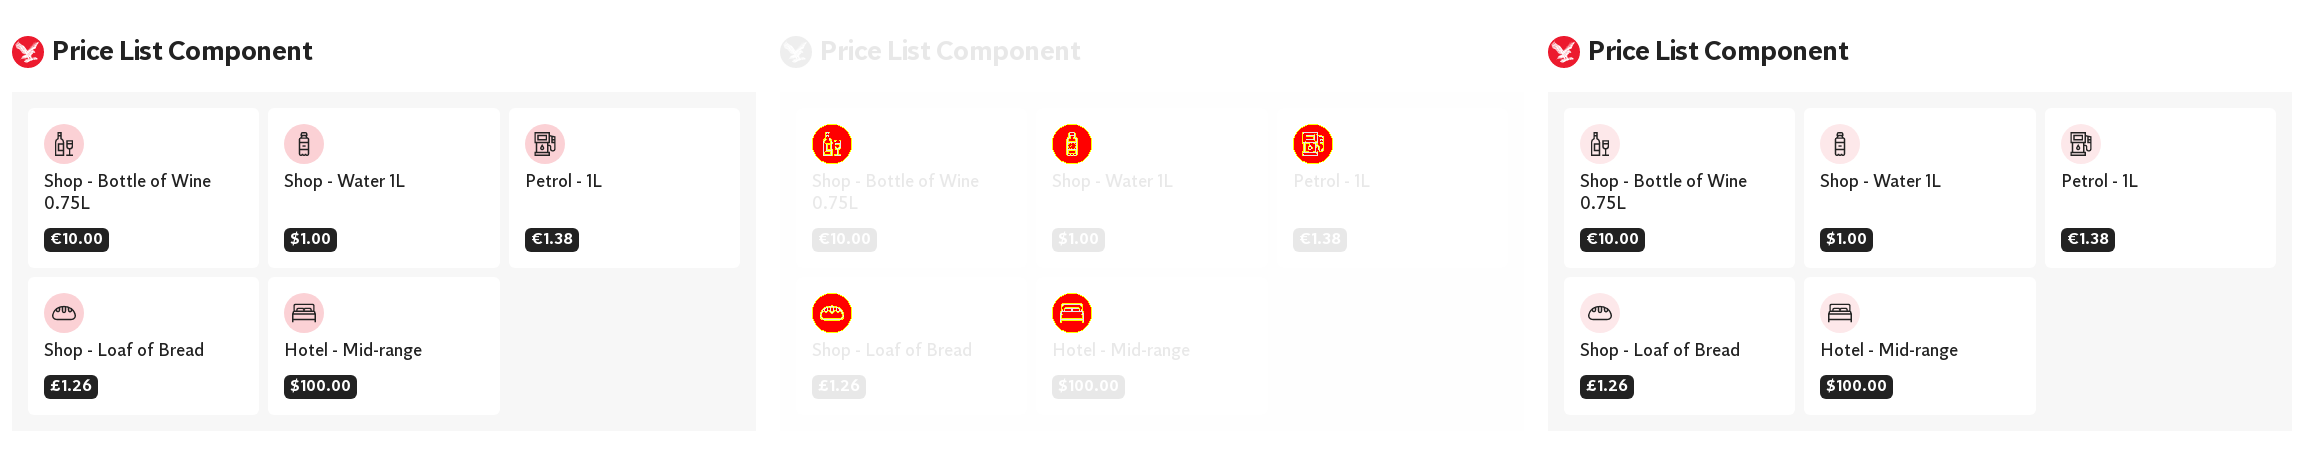 Price List Component
Shop - Bottle of Wine
0.75L
€10.00
Shop - Water 1L
$1.00
Petrol - 1L
€1.38
Shop - Loaf of Bread
£1.26
Hotel - Mid-range
$100.00
Price List Component
Shop - Bottle of Wine
0.75L
€10.00
Shop - Water 1L
$1.00
Petrol - 1L
€1.38
Shop - Loaf of Bread
£1.26
Hotel - Mid-range
$100.00
Price List Component
Shop - Bottle of Wine
0.75L
€10.00
Shop - Water 1L
$1.00
Petrol - 1L
€1.38
Shop - Loaf of Bread
£1.26
Hotel - Mid-range
$100.00